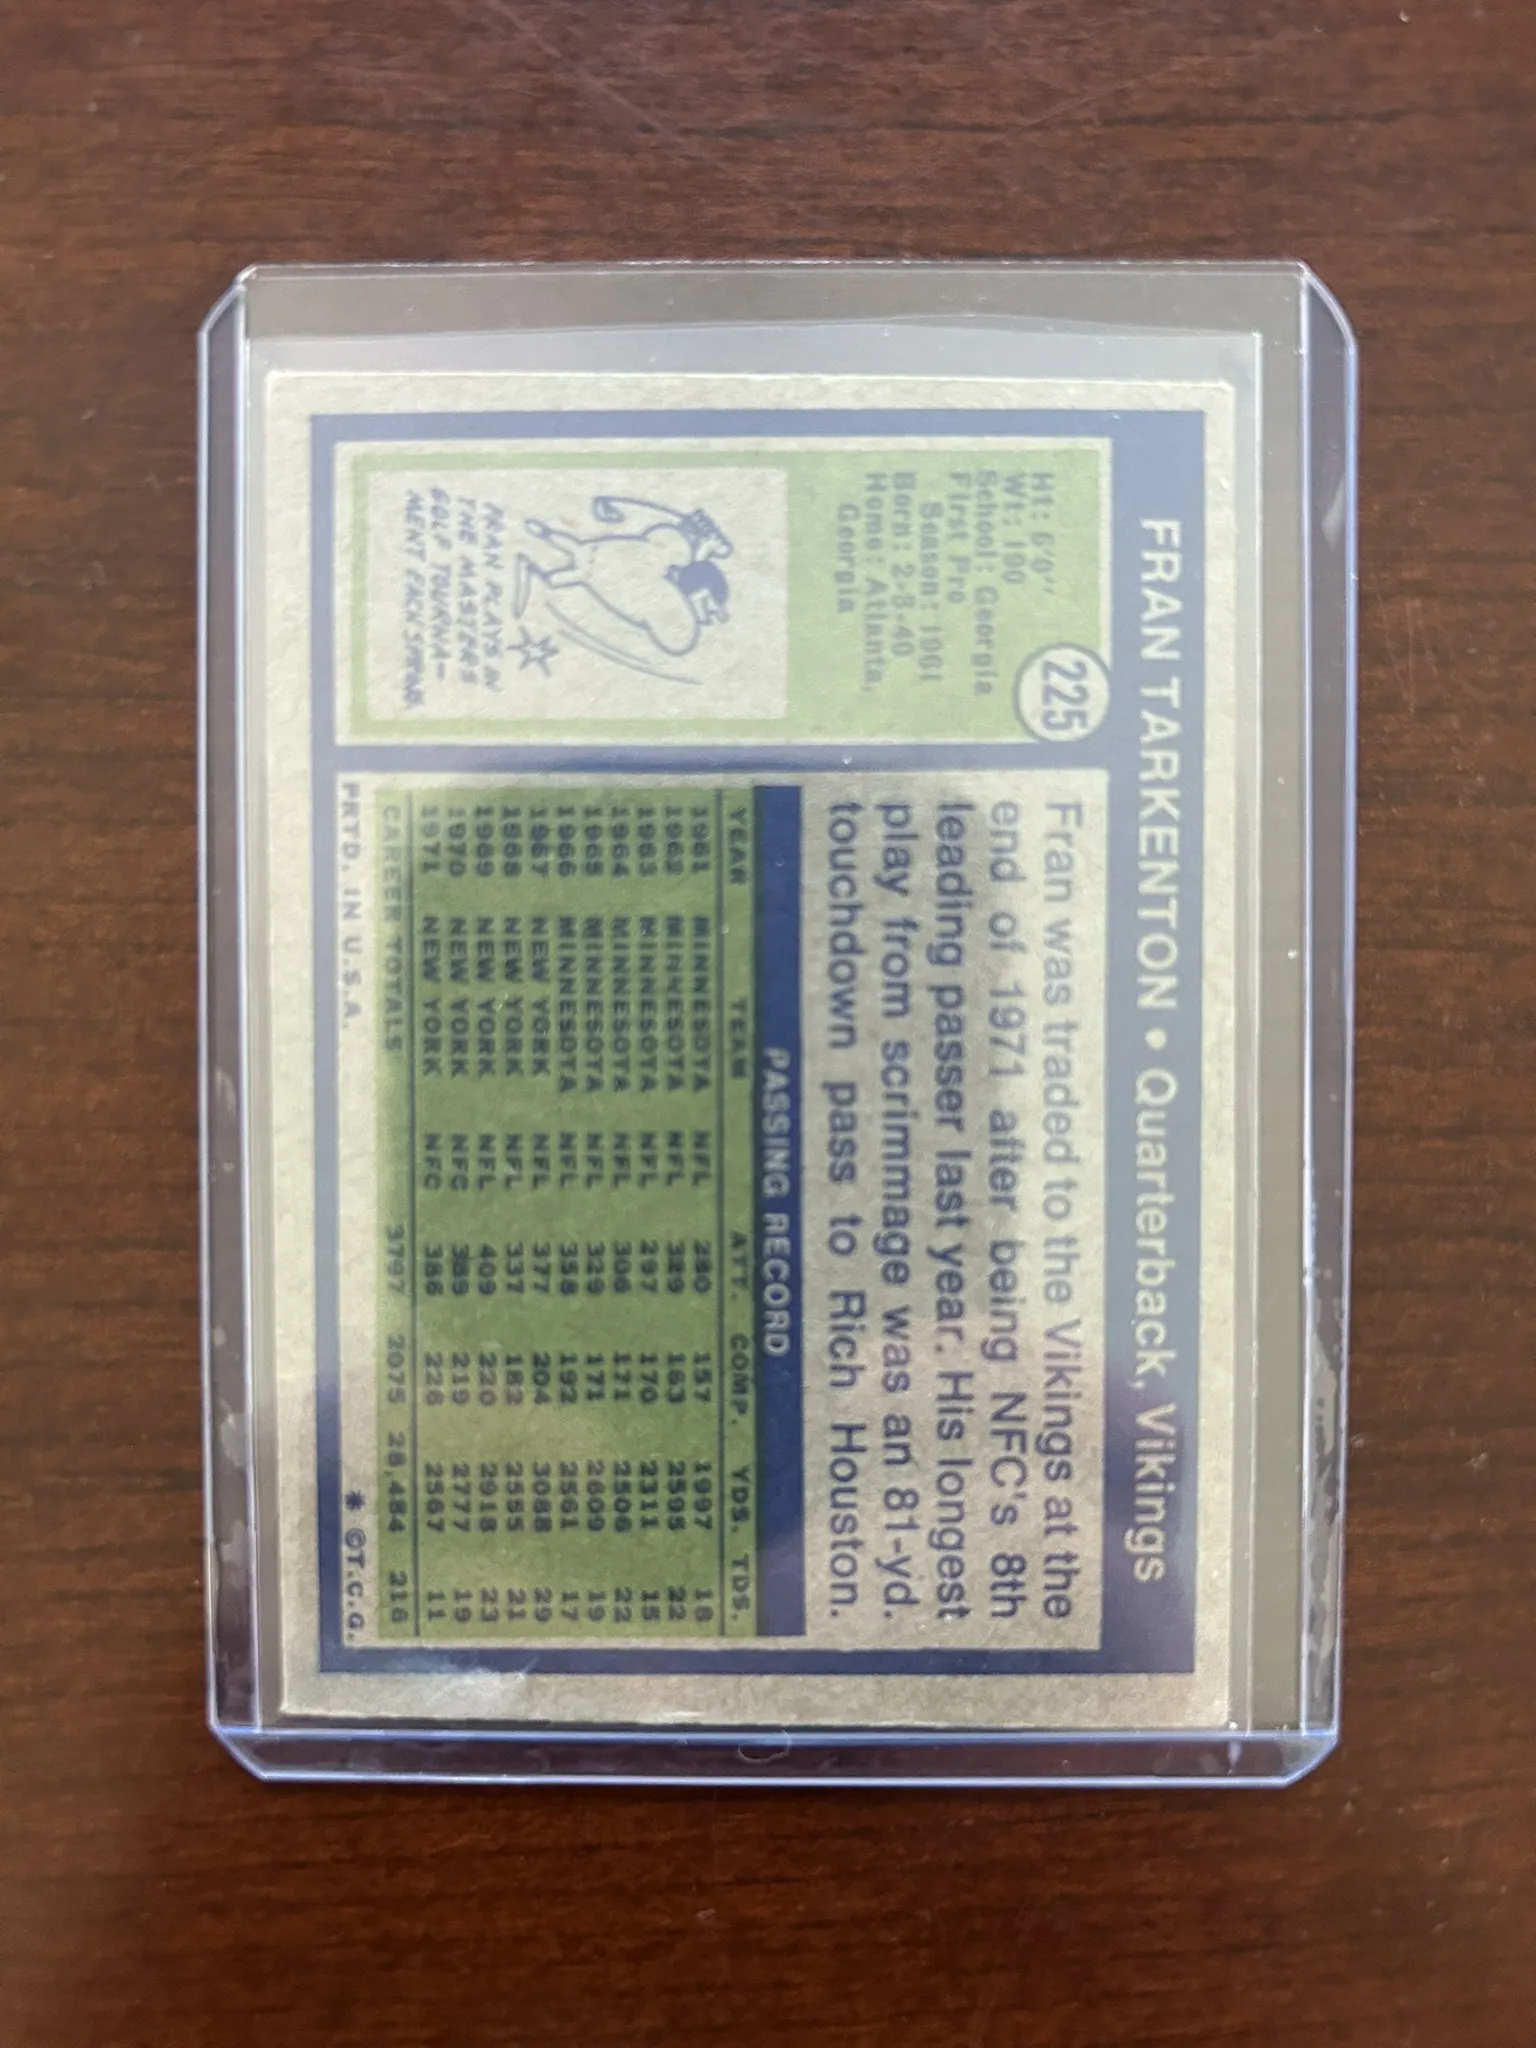 FRAN TARKENTON • Quarterback, Vikings
225
Ht: 6'0"
Wt: 190
School: Georgia
First Pro
Season: 1961
Born: 2-3-40
Home: Atlanta,
Georgia
FRAN PLAYS IN
THE MASTERS
GOLF TOURNA-
MENT EACH SPRING.
Fran was traded to the Vikings at the
end of 1971 after being NFC's 8th
leading passer last year. His longest
play from scrimmage was an 81-yd.
touchdown pass to Rich Houston.
PASSING RECORD
YEAR TEAM ATT. COMP. YDS. TDS.
1961 MINNESOTA NFL 280 157 1997 18
1962 MINNESOTA NFL 329 163 2595 22
1963 MINNESOTA NFL 297 170 2311 15
1964 MINNESOTA NFL 306 171 2506 22
1965 MINNESOTA NFL 329 171 2609 19
1966 MINNESOTA NFL 358 192 2561 17
1967 NEW YORK NFL 377 204 3088 29
1968 NEW YORK NFL 337 182 2555 21
1969 NEW YORK NFL 409 220 2918 23
1970 NEW YORK NFC 389 219 2777 19
1971 NEW YORK NFC 386 226 2567 11
CAREER TOTALS 3797 2075 28,484 216
PRTD. IN U.S.A. * ©T.C.G.